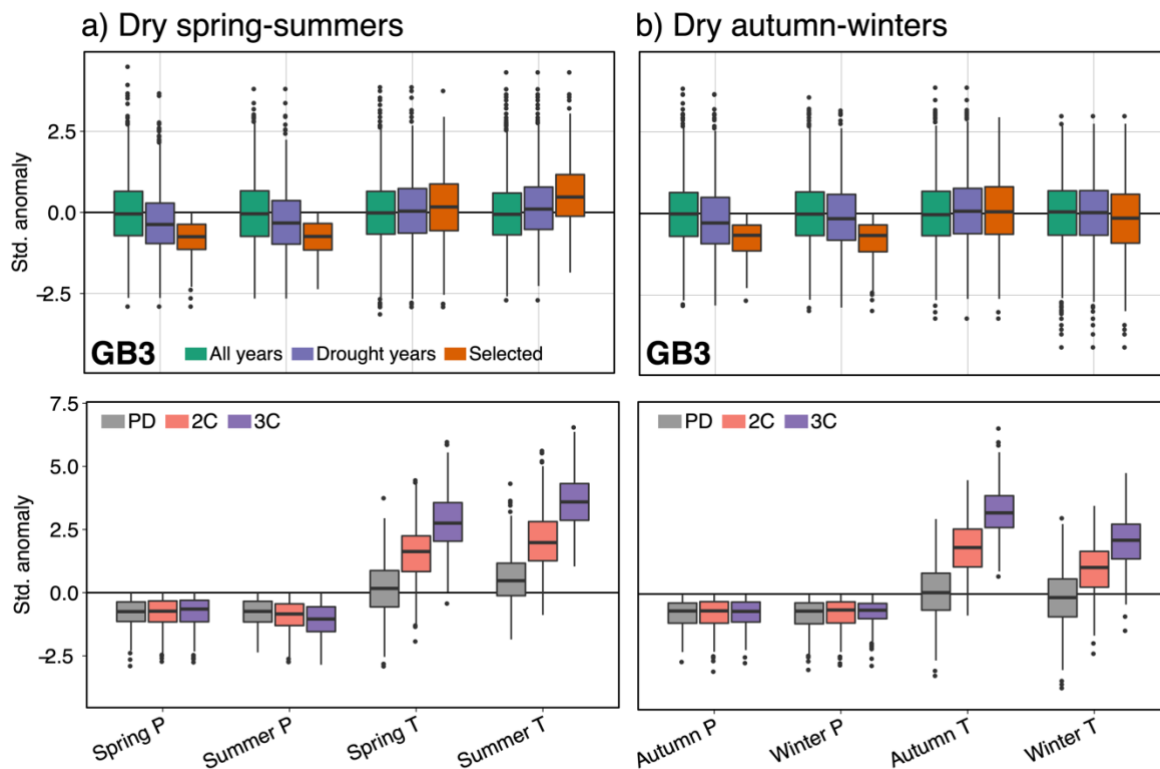 a) Dry spring-summers
b) Dry autumn-winters
Std. anomaly
2.5
0.0
−2.5
GB3
All years
Drought years
Selected
GB3
Std. anomaly
7.5
5.0
2.5
0.0
−2.5
PD
2C
3C
PD
2C
3C
Spring P
Summer P
Spring T
Summer T
Autumn P
Winter P
Autumn T
Winter T